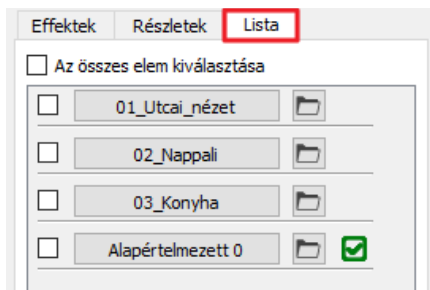 Effektek Részletek Lista
Az összes elem kiválasztása
01_Utcai_nézet
02_Nappali
03_Konyha
Alapértelmezett 0